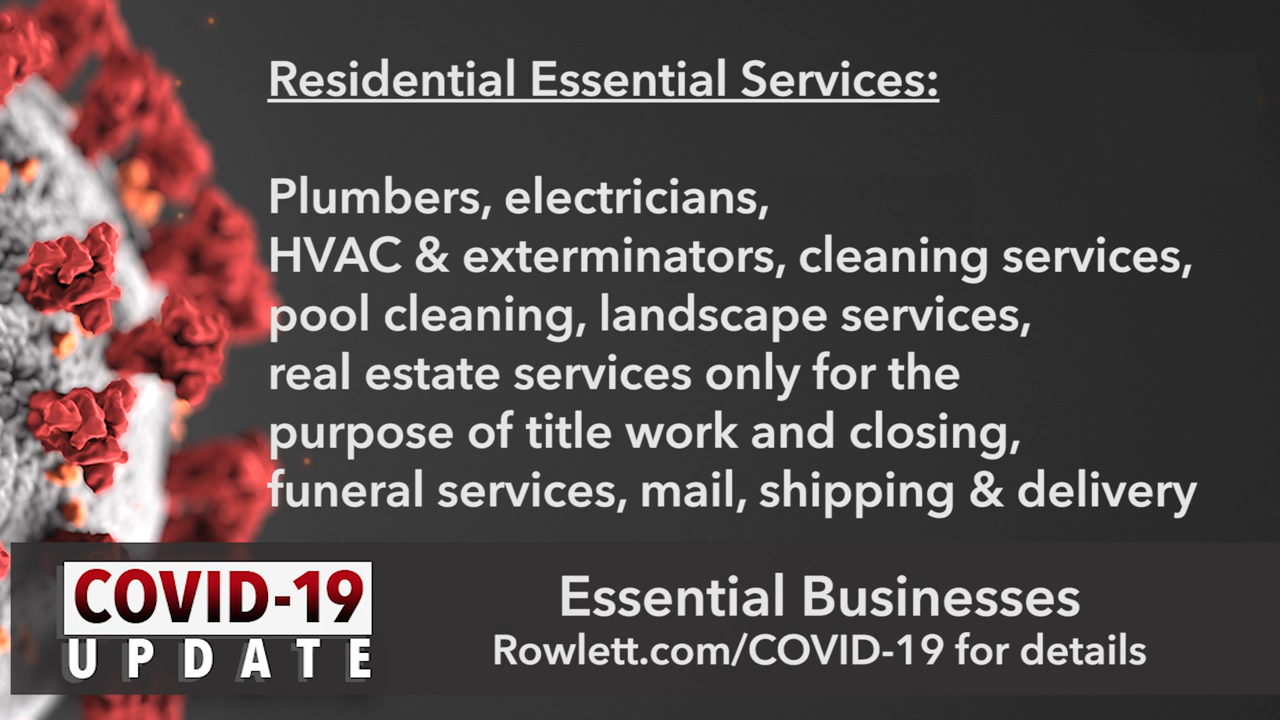 Residential Essential Services:
Plumbers, electricians,
HVAC & exterminators, cleaning services,
pool cleaning, landscape services,
real estate services only for the
purpose of title work and closing,
funeral services, mail, shipping & delivery
COVID-19
UPDATE
Essential Businesses
Rowlett.com/COVID-19 for details